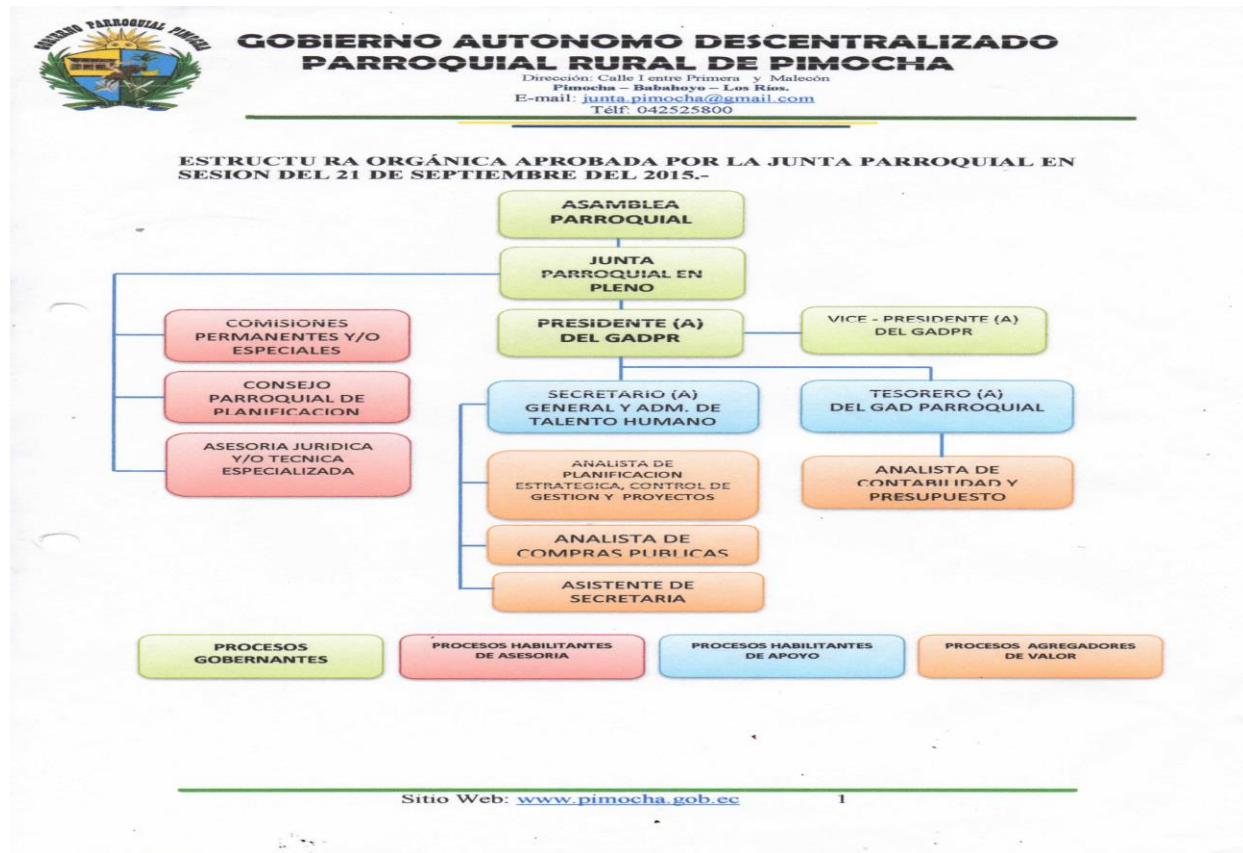 GOBIERNO PARROQUIAL PIMOCHA
GOBIERNO AUTONOMO DESCENTRALIZADO
PARROQUIAL RURAL DE PIMOCHA
Dirección: Calle I entre Primera y Malecón
Pimocha – Babahoyo – Los Ríos.
E-mail: junta.pimocha@gmail.com
Télf: 042525800
ESTRUCTU RA ORGÁNICA APROBADA POR LA JUNTA PARROQUIAL EN
SESION DEL 21 DE SEPTIEMBRE DEL 2015.-
ASAMBLEA
PARROQUIAL
JUNTA
PARROQUIAL EN
PLENO
PRESIDENTE (A)
DEL GADPR
VICE - PRESIDENTE (A)
DEL GADPR
COMISIONES
PERMANENTES Y/O
ESPECIALES
CONSEJO
PARROQUIAL DE
PLANIFICACION
ASESORIA JURIDICA
Y/O TECNICA
ESPECIALIZADA
SECRETARIO (A)
GENERAL Y ADM. DE
TALENTO HUMANO
TESORERO (A)
DEL GAD PARROQUIAL
ANALISTA DE
PLANIFICACION
ESTRATEGICA, CONTROL DE
GESTION Y PROYECTOS
ANALISTA DE
CONTABILIDAD Y
PRESUPUESTO
ANALISTA DE
COMPRAS PUBLICAS
ASISTENTE DE
SECRETARIA
PROCESOS
GOBERNANTES
PROCESOS HABILITANTES
DE ASESORIA
PROCESOS HABILITANTES
DE APOYO
PROCESOS AGREGADORES
DE VALOR
Sitio Web: www.pimocha.gob.ec 1